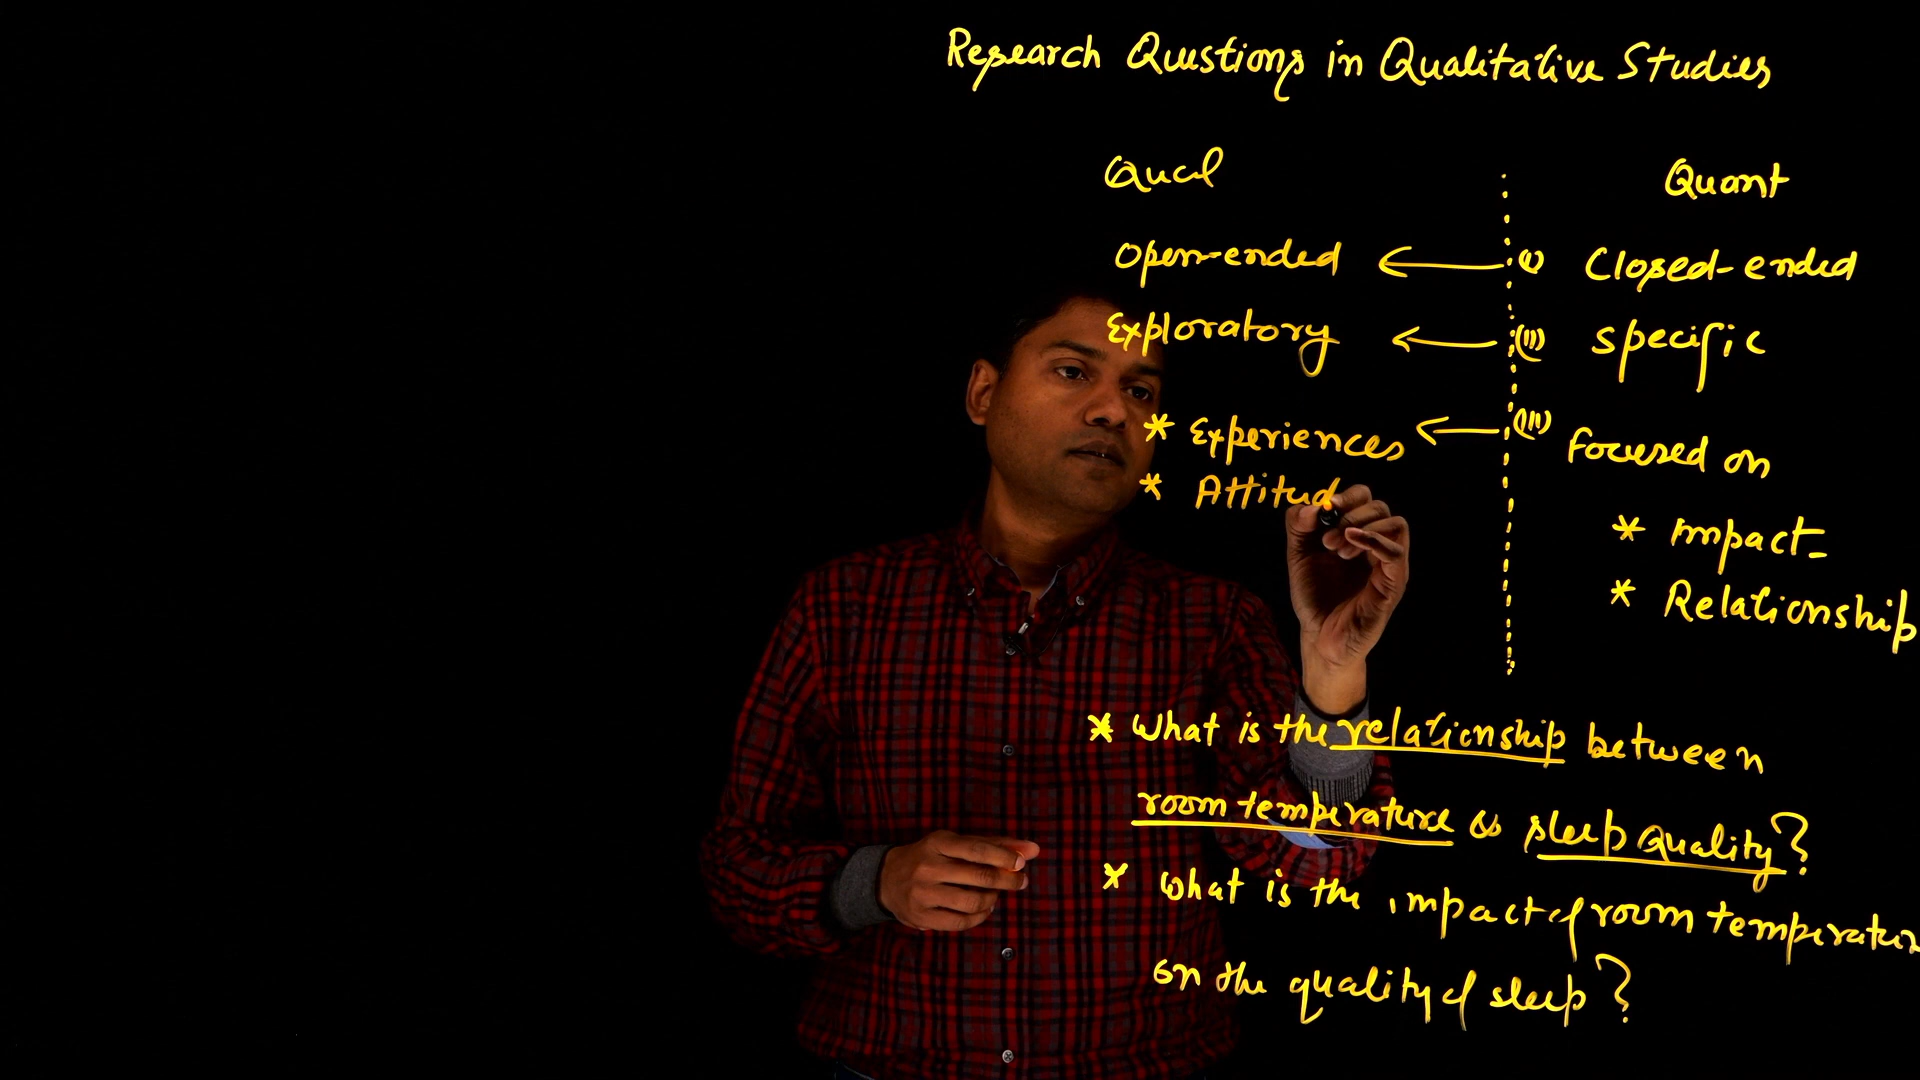 Research Questions in Qualitative Studies
Qual Quant
Open-ended ← (i) Closed-ended
Exploratory ← (ii) Specific
* Experiences ← (iii) Focused on
* Attitud
* Impact
* Relationship
* What is the relationship between
room temperature & sleep quality?
* What is the impact of room temperatur
on the quality of sleep?